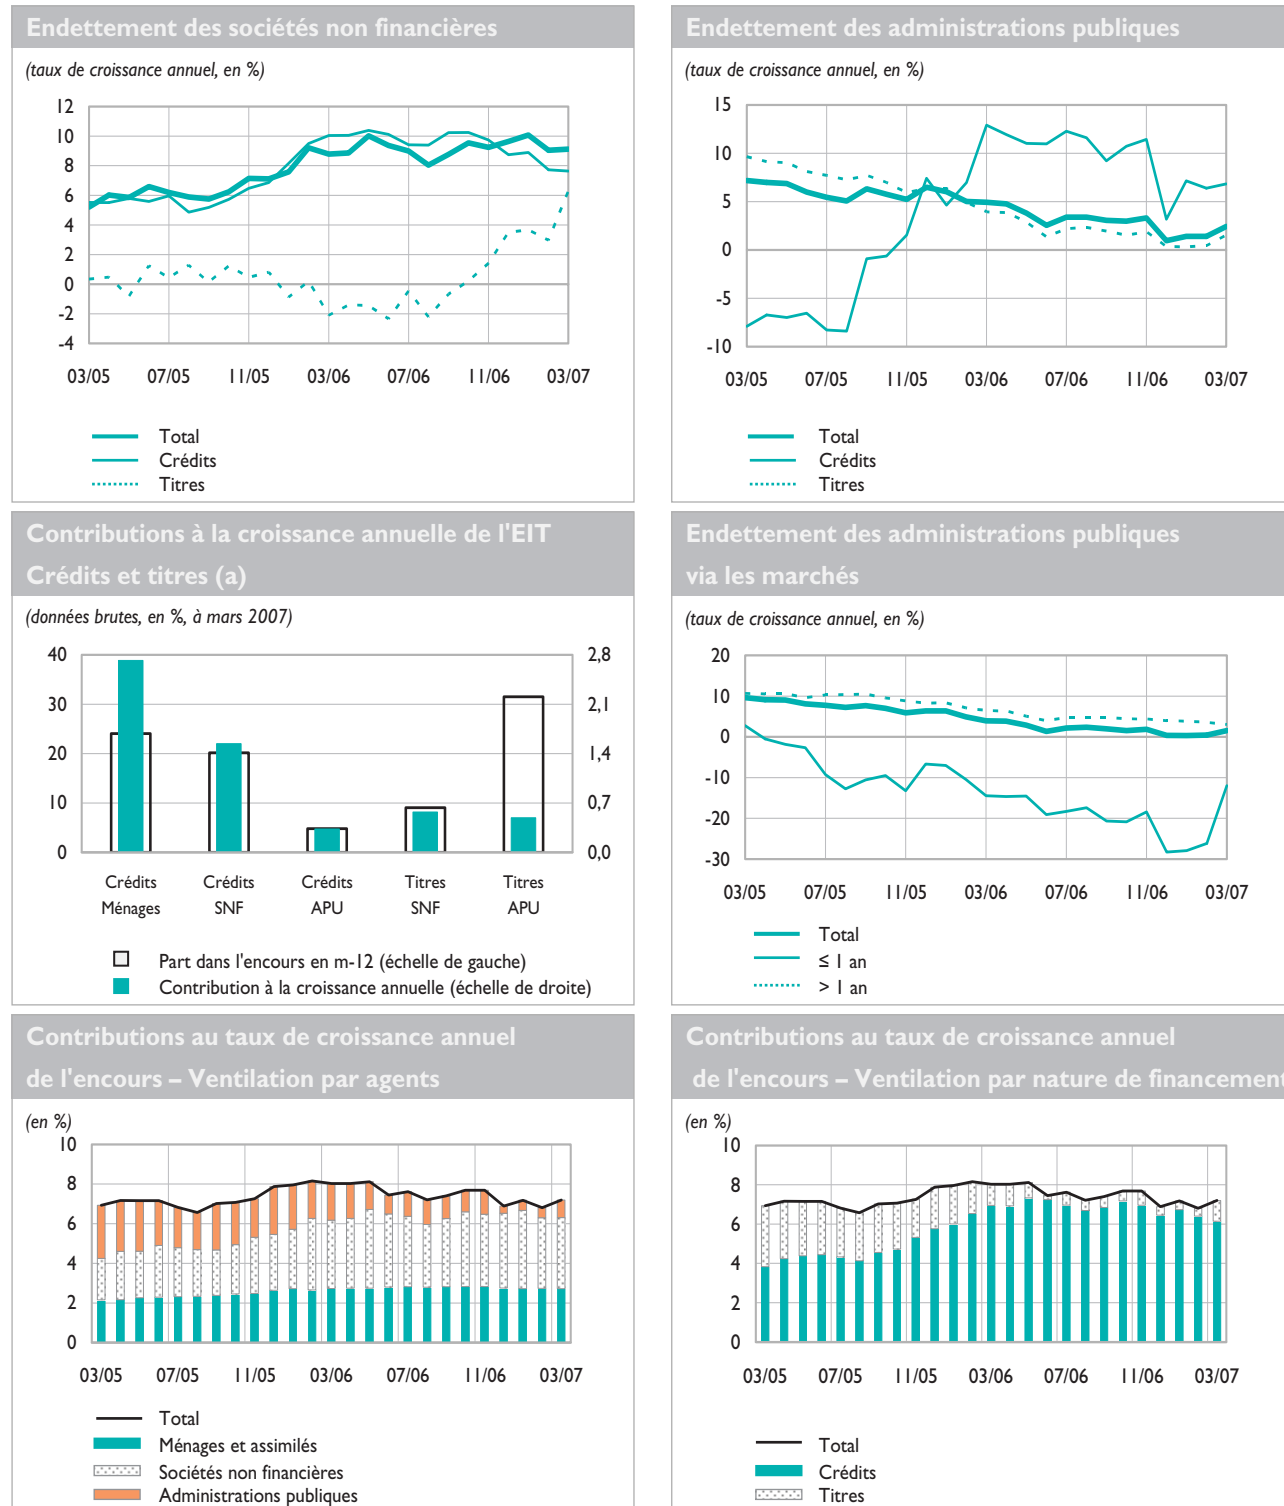 Endettement des sociétés non financières
(taux de croissance annuel, en %)
12
10
8
6
4
2
0
-2
-4
03/05 07/05 11/05 03/06 07/06 11/06 03/07
Total
Crédits
Titres
Endettement des administrations publiques
(taux de croissance annuel, en %)
15
10
5
0
-5
-10
03/05 07/05 11/05 03/06 07/06 11/06 03/07
Total
Crédits
Titres
Contributions à la croissance annuelle de l'EIT
Crédits et titres (a)
(données brutes, en %, à mars 2007)
40 2,8
30 2,1
20 1,4
10 0,7
0 0,0
Crédits Crédits Crédits Titres Titres
Ménages SNF APU SNF APU
Part dans l'encours en m-12 (échelle de gauche)
Contribution à la croissance annuelle (échelle de droite)
Endettement des administrations publiques
via les marchés
(taux de croissance annuel, en %)
20
10
0
-10
-20
-30
03/05 07/05 11/05 03/06 07/06 11/06 03/07
Total
≤ 1 an
> 1 an
Contributions au taux de croissance annuel
de l'encours – Ventilation par agents
(en %)
10
8
6
4
2
0
03/05 07/05 11/05 03/06 07/06 11/06 03/07
Total
Ménages et assimilés
Sociétés non financières
Administrations publiques
Contributions au taux de croissance annuel
de l'encours – Ventilation par nature de financement
(en %)
10
8
6
4
2
0
03/05 07/05 11/05 03/06 07/06 11/06 03/07
Total
Crédits
Titres